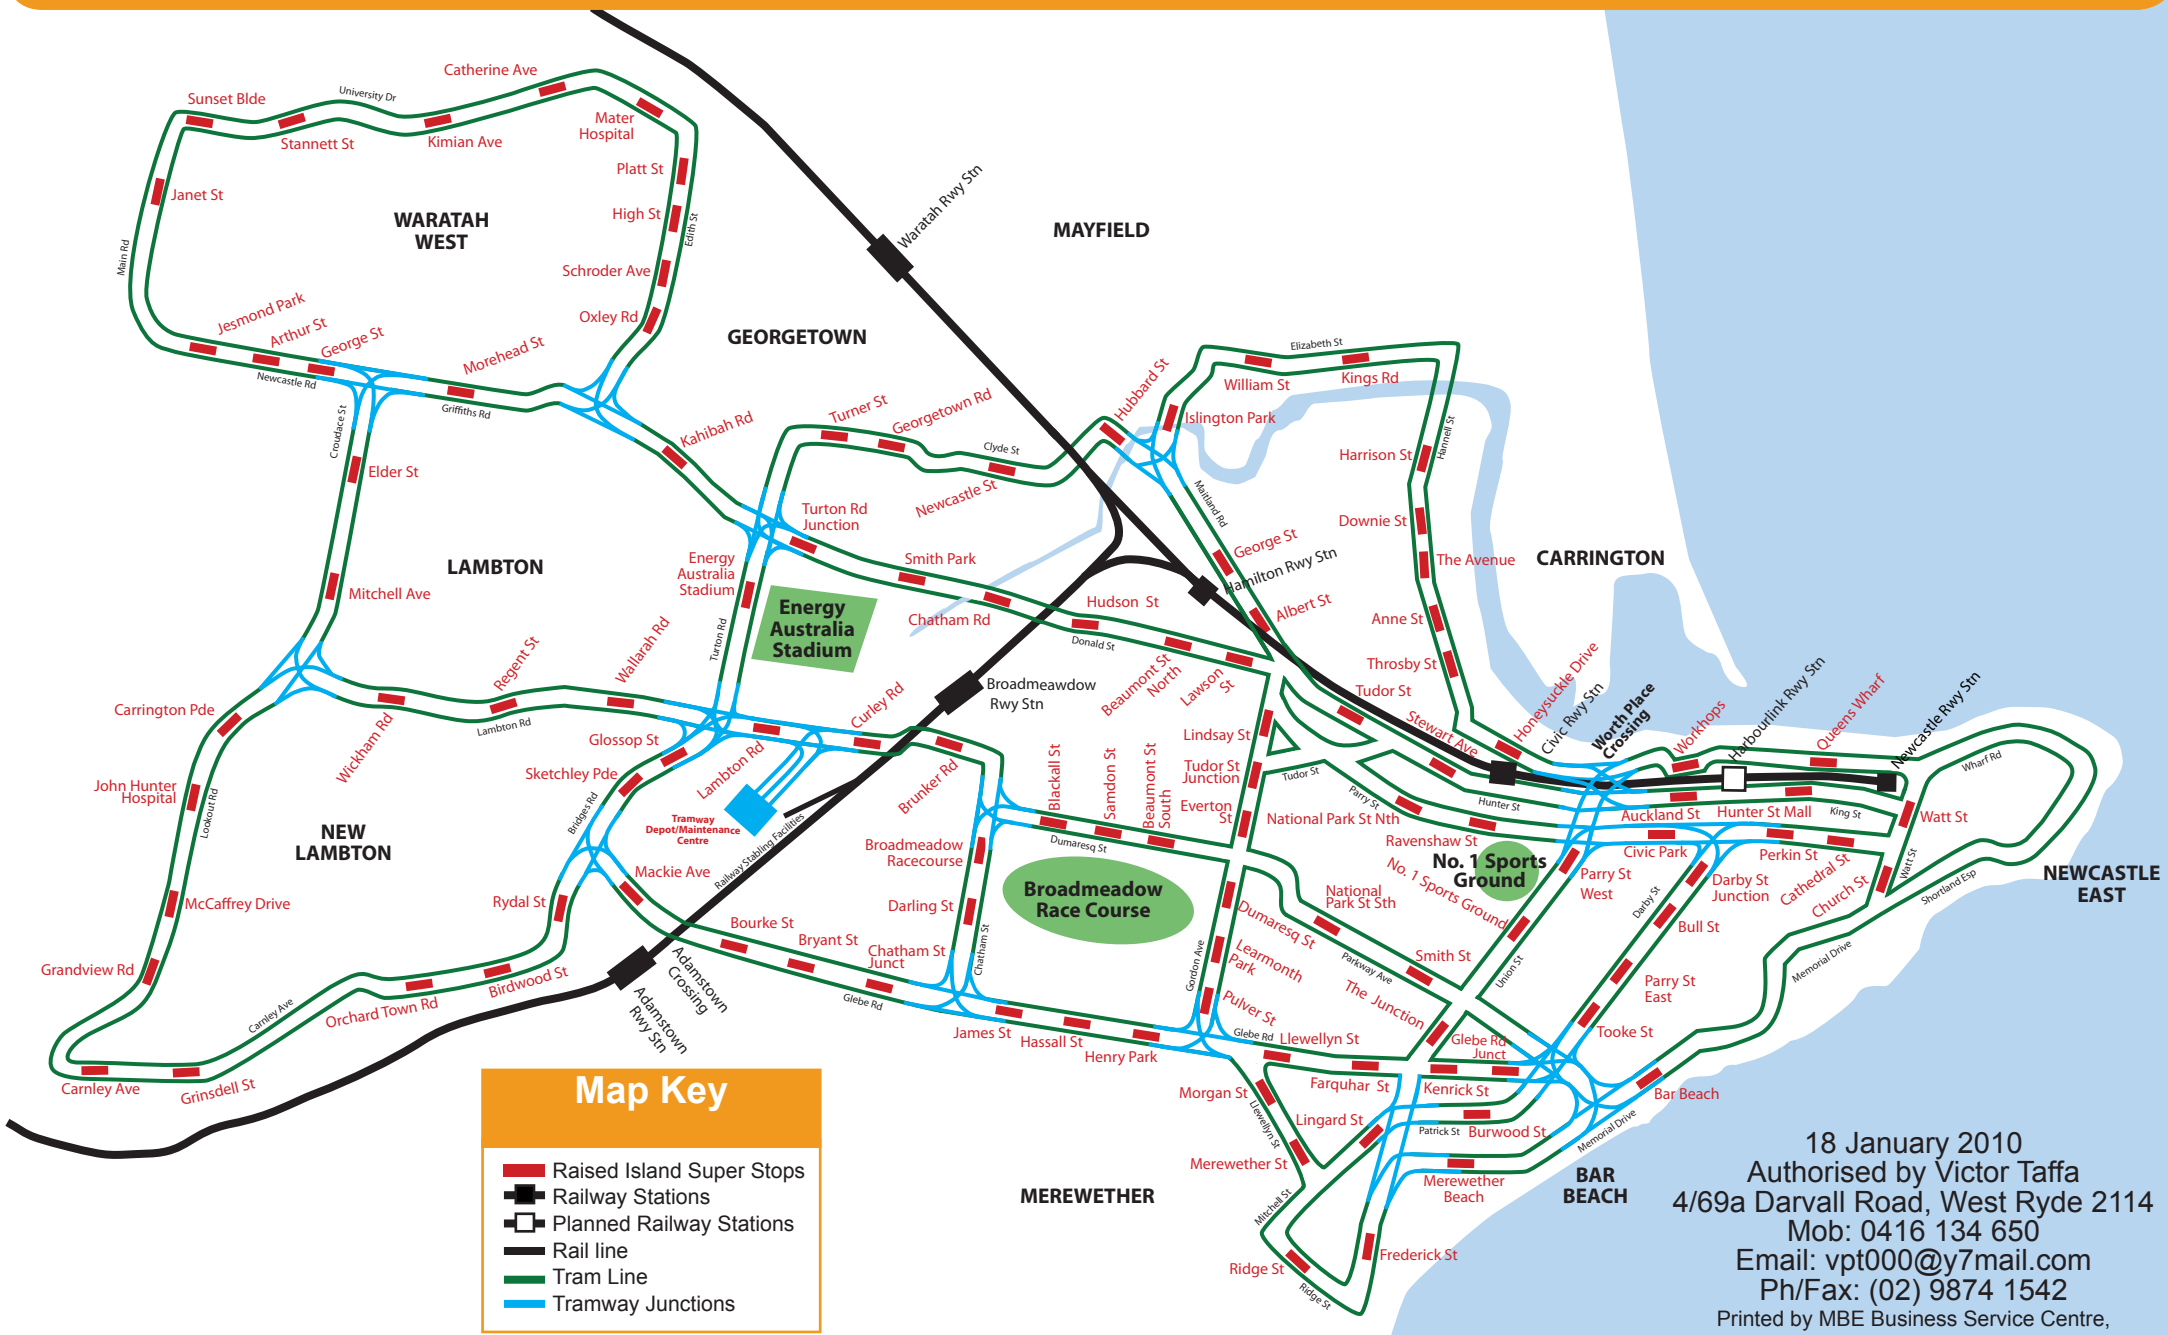 Catherine Ave
Sunset Blde
University Dr
Mater
Hospital
Stannett St
Kimian Ave
Platt St
Janet St
High St
Edith St
WARATAH
WEST
Main Rd
Schroder Ave
Oxley Rd
Jesmond Park
Arthur St
George St
Morehead St
Newcastle Rd
Griffiths Rd
Croudace St
Elder St
Mitchell Ave
Waratah Rwy Stn
MAYFIELD
GEORGETOWN
Kahibah Rd
Turner St
Georgetown Rd
Clyde St
Newcastle St
Hubbard St
Elizabeth St
William St
Kings Rd
Islington Park
Harrison St
Hannell St
Maitland Rd
Downie St
The Avenue
CARRINGTON
Turton Rd
Junction
Energy
Australia
Stadium
Energy
Australia
Stadium
Turton Rd
Smith Park
Chatham Rd
Hudson St
Donald St
George St
Hamilton Rwy Stn
Albert St
Anne St
Throsby St
LAMBTON
Regent St
Wallarah Rd
Wickham Rd
Lambton Rd
Carrington Pde
John Hunter
Hospital
Lookout Rd
NEW
LAMBTON
McCaffrey Drive
Grandview Rd
Carnley Ave
Grinsdell St
Carnley Ave
Orchard Town Rd
Birdwood St
Rydal St
Glossop St
Sketchley Pde
Bridges Rd
Lambton Rd
Tramway
Depot/Maintenance
Centre
Railway Stabling Facilities
Curley Rd
Broadmeawdow
Rwy Stn
Brunker Rd
Mackie Ave
Bourke St
Bryant St
Adamstown
Crossing
Adamstown
Rwy Stn
Glebe Rd
Chatham St
Junct
Broadmeadow
Racecourse
Darling St
Chatham St
James St
Hassall St
Henry Park
Broadmeadow
Race Course
Blackall St
Samdon St
Beaumont St
South
Dumaresq St
Beaumont St
North
Lawson
St
Lindsay St
Tudor St
Junction
Everton
St
Tudor St
Tudor St
Stewart Ave
Honeysuckle Drive
Civic Rwy Stn
Worth Place
Crossing
Workhops
Harbourlink Rwy Stn
Queens Wharf
Newcastle Rwy Stn
Wharf Rd
Parry St
National Park St Nth
Hunter St
Ravenshaw St
No. 1 Sports
Ground
No. 1 Sports Ground
Auckland St
Hunter St Mall
King St
Watt St
Civic Park
Perkin St
Cathedral St
Church St
Watt St
Shortland Esp
NEWCASTLE
EAST
Parry St
West
Darby St
Darby St
Junction
Bull St
Memorial Drive
Parry St
East
Tooke St
National
Park St Sth
Parkway Ave
Smith St
Union St
The Junction
Dumaresq St
Learmonth
Park
Gordon Ave
Pulver St
Glebe Rd
Llewellyn St
Glebe Rd
Junct
Farquhar St
Kenrick St
Morgan St
Llewellyn St
Lingard St
Patrick St
Burwood St
Bar Beach
Memorial Drive
Merewether St
Merewether
Beach
BAR
BEACH
MEREWETHER
Mitchell St
Ridge St
Ridge St
Frederick St
Map Key
Raised Island Super Stops
Railway Stations
Planned Railway Stations
Rail line
Tram Line
Tramway Junctions
18 January 2010
Authorised by Victor Taffa
4/69a Darvall Road, West Ryde 2114
Mob: 0416 134 650
Email: vpt000@y7mail.com
Ph/Fax: (02) 9874 1542
Printed by MBE Business Service Centre,